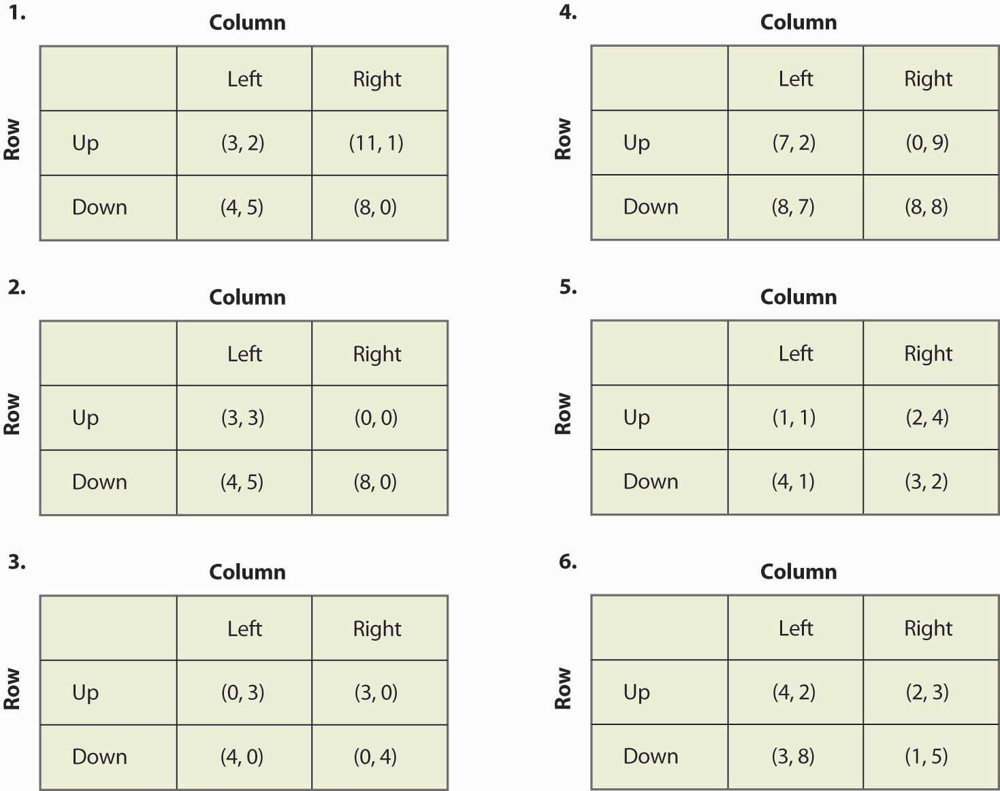 1.
Column
Left Right
Row
Up (3, 2) (11, 1)
Down (4, 5) (8, 0)
2.
Column
Left Right
Row
Up (3, 3) (0, 0)
Down (4, 5) (8, 0)
3.
Column
Left Right
Row
Up (0, 3) (3, 0)
Down (4, 0) (0, 4)
4.
Column
Left Right
Row
Up (7, 2) (0, 9)
Down (8, 7) (8, 8)
5.
Column
Left Right
Row
Up (1, 1) (2, 4)
Down (4, 1) (3, 2)
6.
Column
Left Right
Row
Up (4, 2) (2, 3)
Down (3, 8) (1, 5)